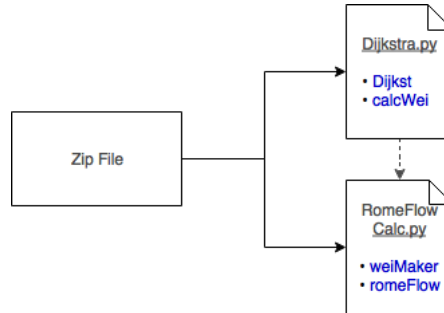 Dijkstra.py
• Dijkst
• calcWei
Zip File
RomeFlow
Calc.py
• weiMaker
• romeFlow